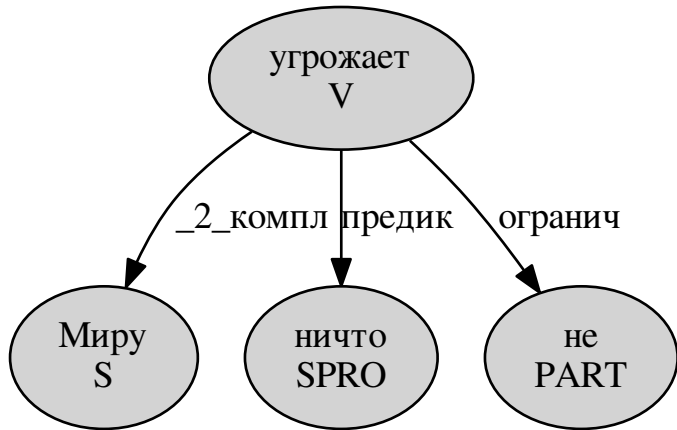 угрожает
V
_2_компл предик огранич
Миру ничто не
S SPRO PART